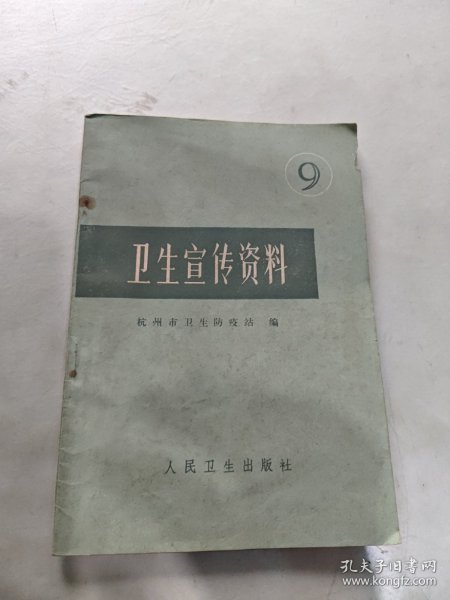 9
卫生宣传资料
杭州市卫生防疫站 编
人民卫生出版社
孔夫子旧书网
www.kongfz.com